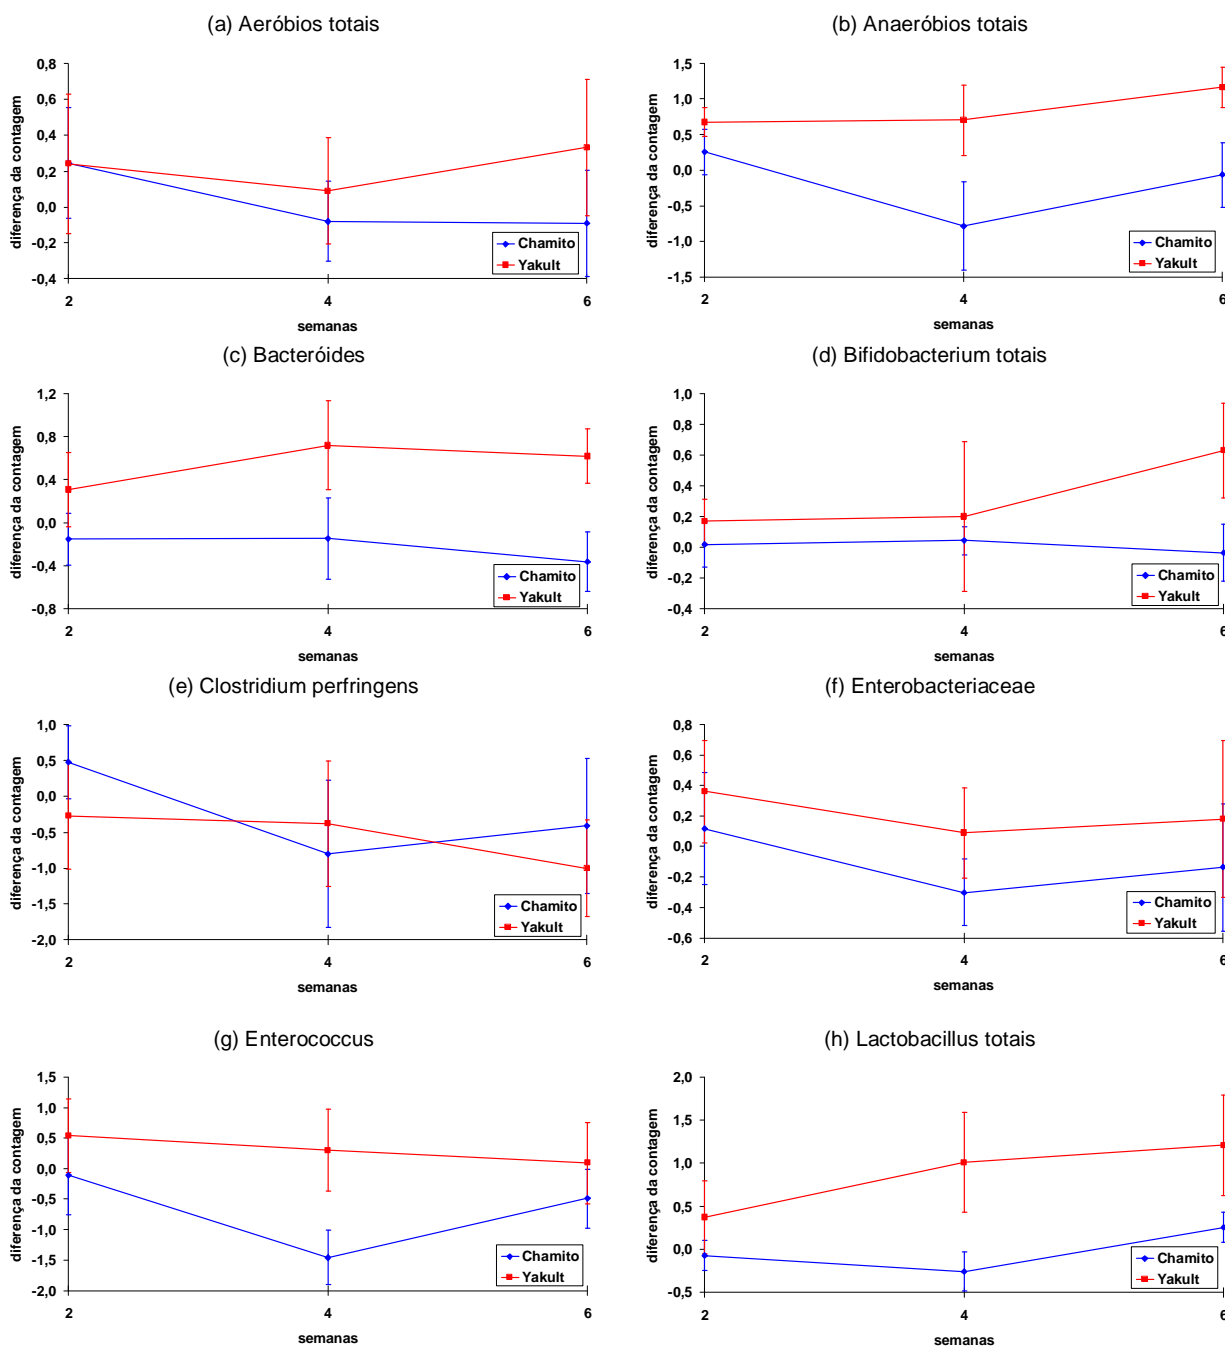 (a) Aeróbios totais
diferença da contagem
0,8
0,6
0,4
0,2
0,0
-0,2
-0,4
2
4
6
semanas
Chamito
Yakult
(b) Anaeróbios totais
diferença da contagem
1,5
1,0
0,5
0,0
-0,5
-1,0
-1,5
2
4
6
semanas
Chamito
Yakult
(c) Bacteróides
diferença da contagem
1,2
0,8
0,4
0,0
-0,4
-0,8
2
4
6
semanas
Chamito
Yakult
(d) Bifidobacterium totais
diferença da contagem
1,0
0,8
0,6
0,4
0,2
0,0
-0,2
-0,4
2
4
6
semanas
Chamito
Yakult
(e) Clostridium perfringens
diferença da contagem
1,0
0,5
0,0
-0,5
-1,0
-1,5
-2,0
2
4
6
semanas
Chamito
Yakult
(f) Enterobacteriaceae
diferença da contagem
0,8
0,6
0,4
0,2
0,0
-0,2
-0,4
-0,6
2
4
6
semanas
Chamito
Yakult
(g) Enterococcus
diferença da contagem
1,5
1,0
0,5
0,0
-0,5
-1,0
-1,5
-2,0
2
4
6
semanas
Chamito
Yakult
(h) Lactobacillus totais
diferença da contagem
2,0
1,5
1,0
0,5
0,0
-0,5
2
4
6
semanas
Chamito
Yakult